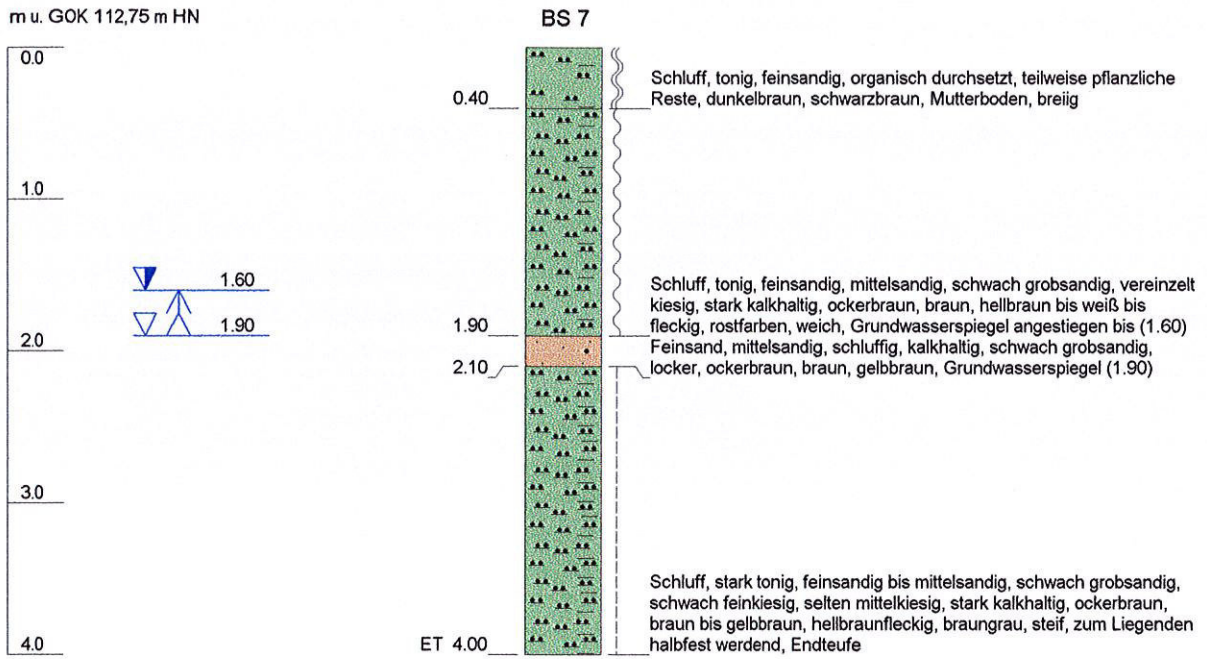 m u. GOK 112,75 m HN
BS 7
0.0
Schluff, tonig, feinsandig, organisch durchsetzt, teilweise pflanzliche
Reste, dunkelbraun, schwarzbraun, Mutterboden, breiig
0.40
1.0
1.60
Schluff, tonig, feinsandig, mittelsandig, schwach grobsandig, vereinzelt
kiesig, stark kalkhaltig, ockerbraun, braun, hellbraun bis weiß bis
fleckig, rostfarben, weich, Grundwasserspiegel angestiegen bis (1.60)
1.90
1.90
2.0
Feinsand, mittelsandig, schluffig, kalkhaltig, schwach grobsandig,
locker, ockerbraun, braun, gelbbraun, Grundwasserspiegel (1.90)
2.10
3.0
Schluff, stark tonig, feinsandig bis mittelsandig, schwach grobsandig,
schwach feinkiesig, selten mittelkiesig, stark kalkhaltig, ockerbraun,
braun bis gelbbraun, hellbraunfleckig, braungrau, steif, zum Liegenden
halbfest werdend, Endteufe
4.0
ET 4.00